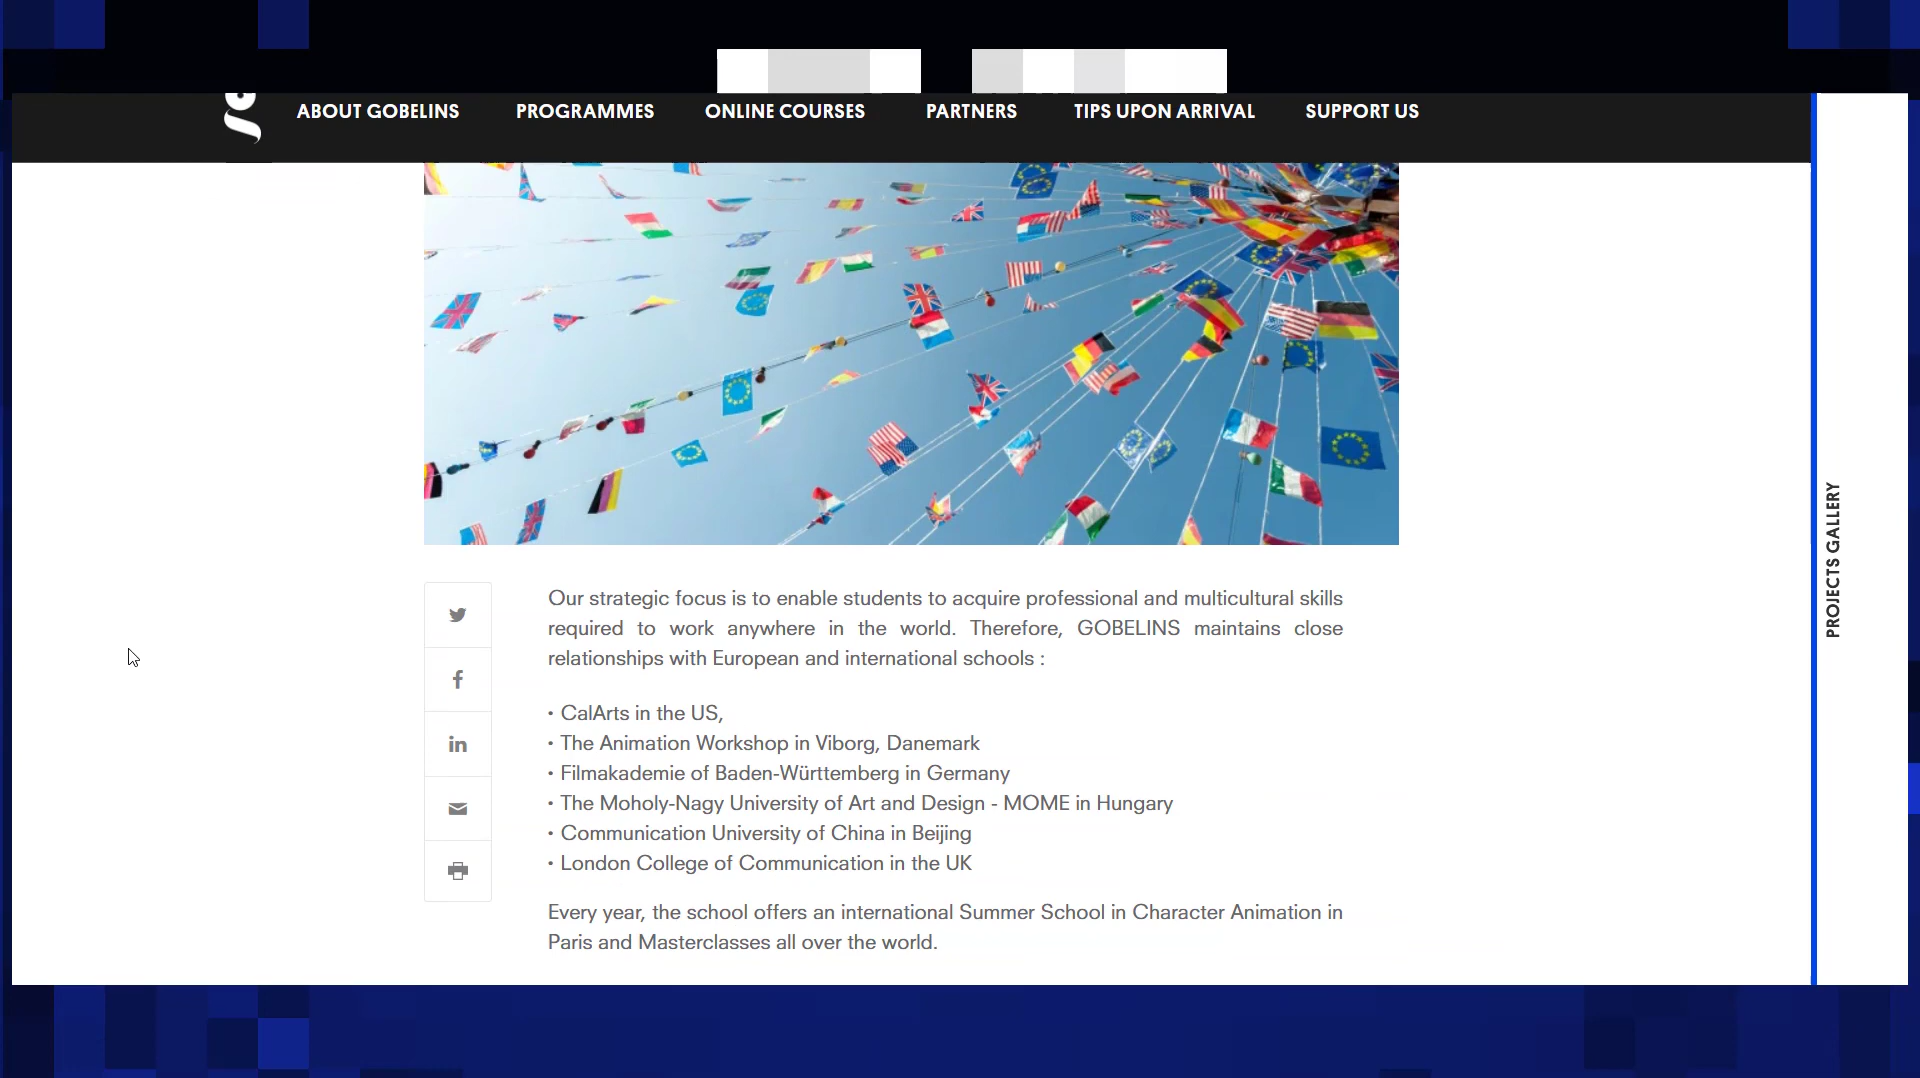 ABOUT GOBELINS PROGRAMMES ONLINE COURSES PARTNERS TIPS UPON ARRIVAL SUPPORT US
PROJECTS GALLERY
Our strategic focus is to enable students to acquire professional and multicultural skills
required to work anywhere in the world. Therefore, GOBELINS maintains close
relationships with European and international schools :
• CalArts in the US,
• The Animation Workshop in Viborg, Danemark
• Filmakademie of Baden-Württemberg in Germany
• The Moholy-Nagy University of Art and Design - MOME in Hungary
• Communication University of China in Beijing
• London College of Communication in the UK
Every year, the school offers an international Summer School in Character Animation in
Paris and Masterclasses all over the world.